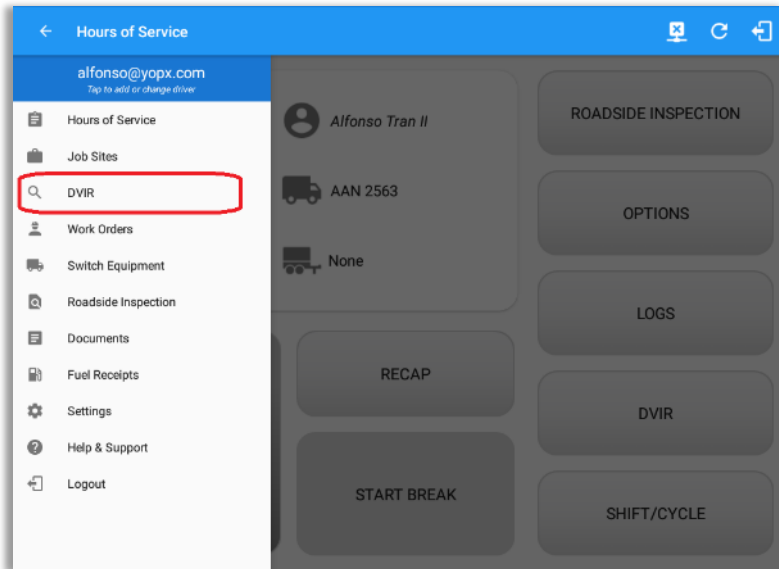 Hours of Service
alfonso@yopx.com
Tap to add or change driver
Hours of Service
Job Sites
DVIR
Work Orders
Switch Equipment
Roadside Inspection
Documents
Fuel Receipts
Settings
Help & Support
Logout
Alfonso Tran II
AAN 2563
None
RECAP
START BREAK
ROADSIDE INSPECTION
OPTIONS
LOGS
DVIR
SHIFT/CYCLE